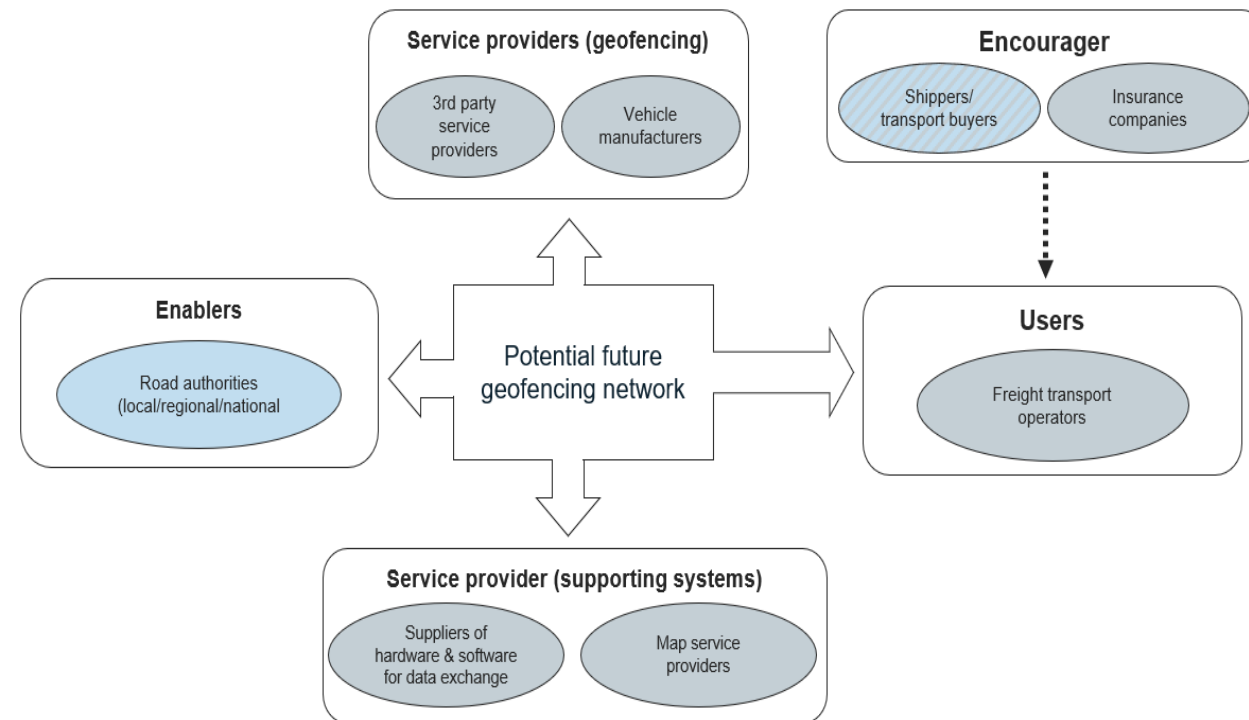 Service providers (geofencing)
3rd party
service
providers
Vehicle
manufacturers
Encourager
Shippers/
transport buyers
Insurance
companies
Enablers
Road authorities
(local/regional/national
Potential future
geofencing network
Users
Freight transport
operators
Service provider (supporting systems)
Suppliers of
hardware & software
for data exchange
Map service
providers